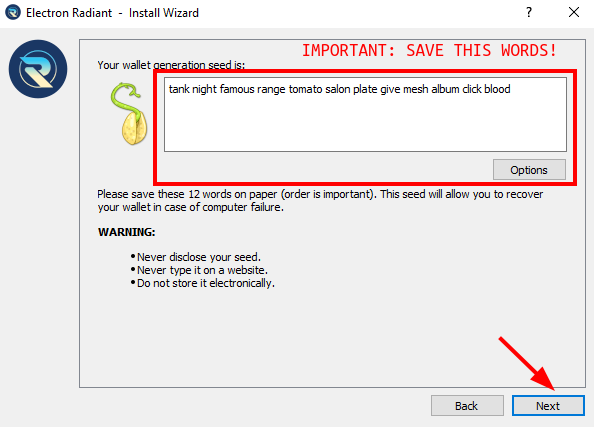 Electron Radiant - Install Wizard
IMPORTANT: SAVE THIS WORDS!
Your wallet generation seed is:
tank night famous range tomato salon plate give mesh album click blood
Options
Please save these 12 words on paper (order is important). This seed will allow you to recover
your wallet in case of computer failure.
WARNING:
• Never disclose your seed.
• Never type it on a website.
• Do not store it electronically.
Back
Next